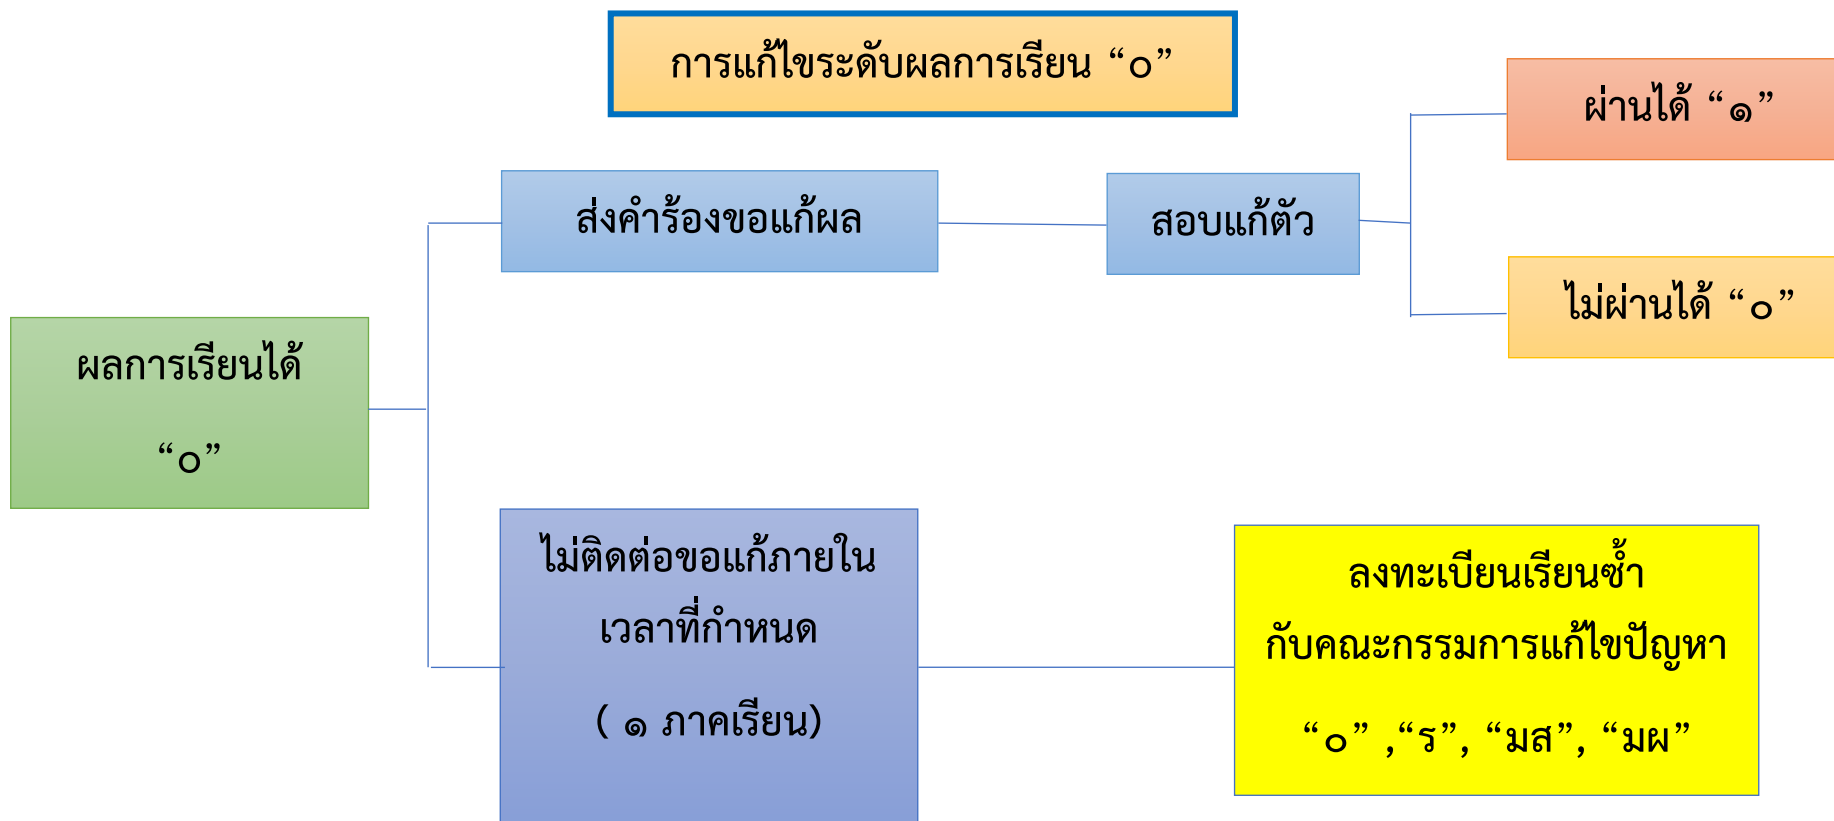 การแก้ไขระดับผลการเรียน “๐”
ผ่านได้ “๑”
ส่งคำร้องขอแก้ผล
สอบแก้ตัว
ไม่ผ่านได้ “๐”
ผลการเรียนได้
“๐”
ไม่ติดต่อขอแก้ภายใน
เวลาที่กำหนด
( ๑ ภาคเรียน)
ลงทะเบียนเรียนซ้ำ
กับคณะกรรมการแก้ไขปัญหา
“๐” ,“ร”, “มส”, “มผ”